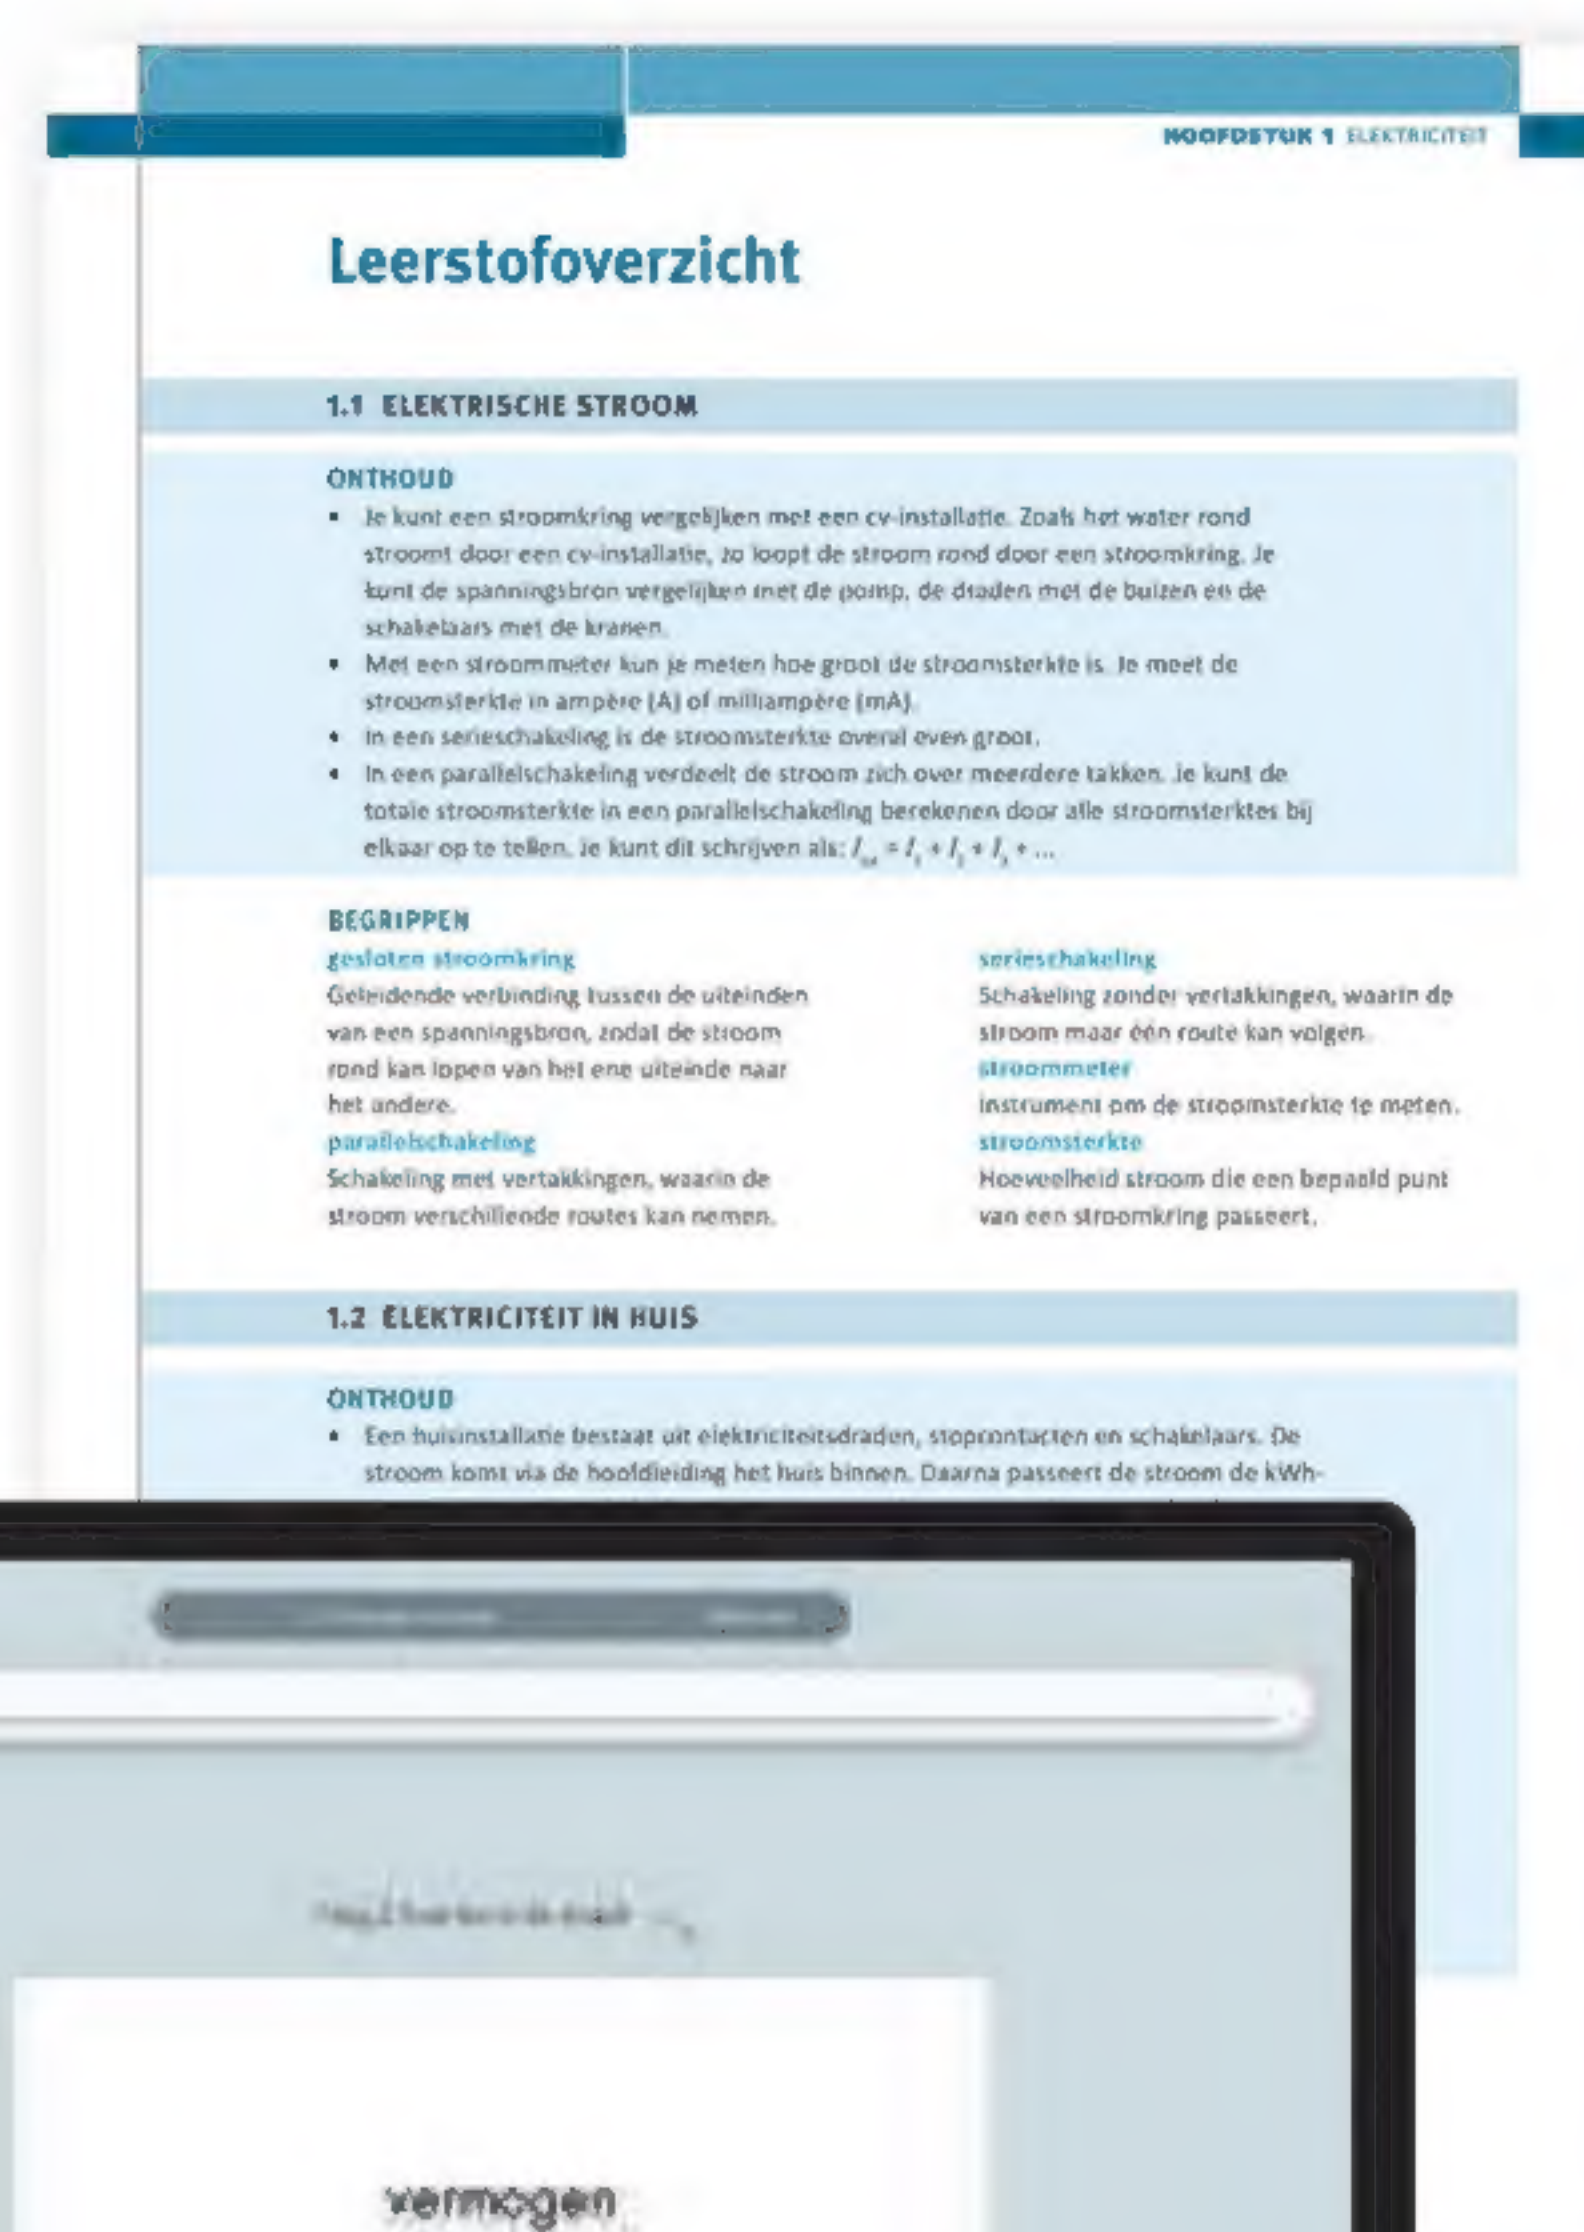 HOOFDSTUK 1 ELEKTRICITEIT
Leerstofoverzicht
1.1 ELEKTRISCHE STROOM
ONTHOUD
• Je kunt een stroomkring vergelijken met een cv-installatie. Zoals het water rond
stroomt door een cv-installatie, zo loopt de stroom rond door een stroomkring. Je
kunt de spanningsbron vergelijken met de pomp, de draden met de buizen en de
schakelaars met de kranen.
• Met een stroommeter kun je meten hoe groot de stroomsterkte is. Je meet de
stroomsterkte in ampère (A) of milliampère (mA).
• In een serieschakeling is de stroomsterkte overal even groot.
• In een parallelschakeling verdeelt de stroom zich over meerdere takken. Je kunt de
totale stroomsterkte in een parallelschakeling berekenen door alle stroomsterktes bij
elkaar op te tellen. Je kunt dit schrijven als: I_tot = I_1 + I_2 + I_3 + ...
BEGRIPPEN
gesloten stroomkring
Geleidende verbinding tussen de uiteinden
van een spanningsbron, zodat de stroom
rond kan lopen van het ene uiteinde naar
het andere.
parallelschakeling
Schakeling met vertakkingen, waarin de
stroom verschillende routes kan nemen.
serieschakeling
Schakeling zonder vertakkingen, waarin de
stroom maar één route kan volgen.
stroommeter
Instrument om de stroomsterkte te meten.
stroomsterkte
Hoeveelheid stroom die een bepaald punt
van een stroomkring passeert.
1.2 ELEKTRICITEIT IN HUIS
ONTHOUD
• Een huisinstallatie bestaat uit elektriciteitsdraden, stopcontacten en schakelaars. De
stroom komt via de hoofdleiding het huis binnen. Daarna passeert de stroom de kWh-
vermogen